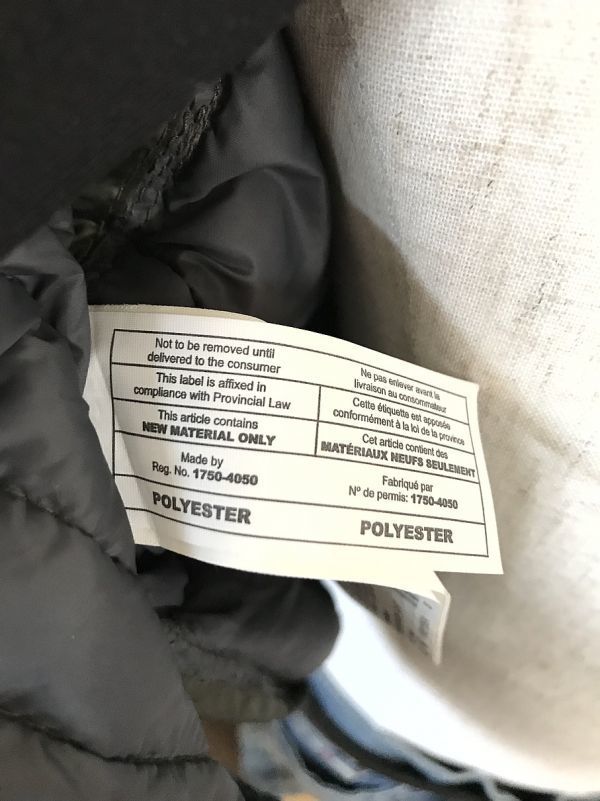 Not to be removed until
delivered to the consumer
Ne pas enlever avant la
livraison au consommateur
This label is affixed in
compliance with Provincial Law
Cette étiquette est apposée
conformément à la loi de la province
This article contains
NEW MATERIAL ONLY
Cet article contient des
MATÉRIAUX NEUFS SEULEMENT
Made by
Reg. No. 1750-4050
Fabriqué par
Nº de permis: 1750-4050
POLYESTER
POLYESTER